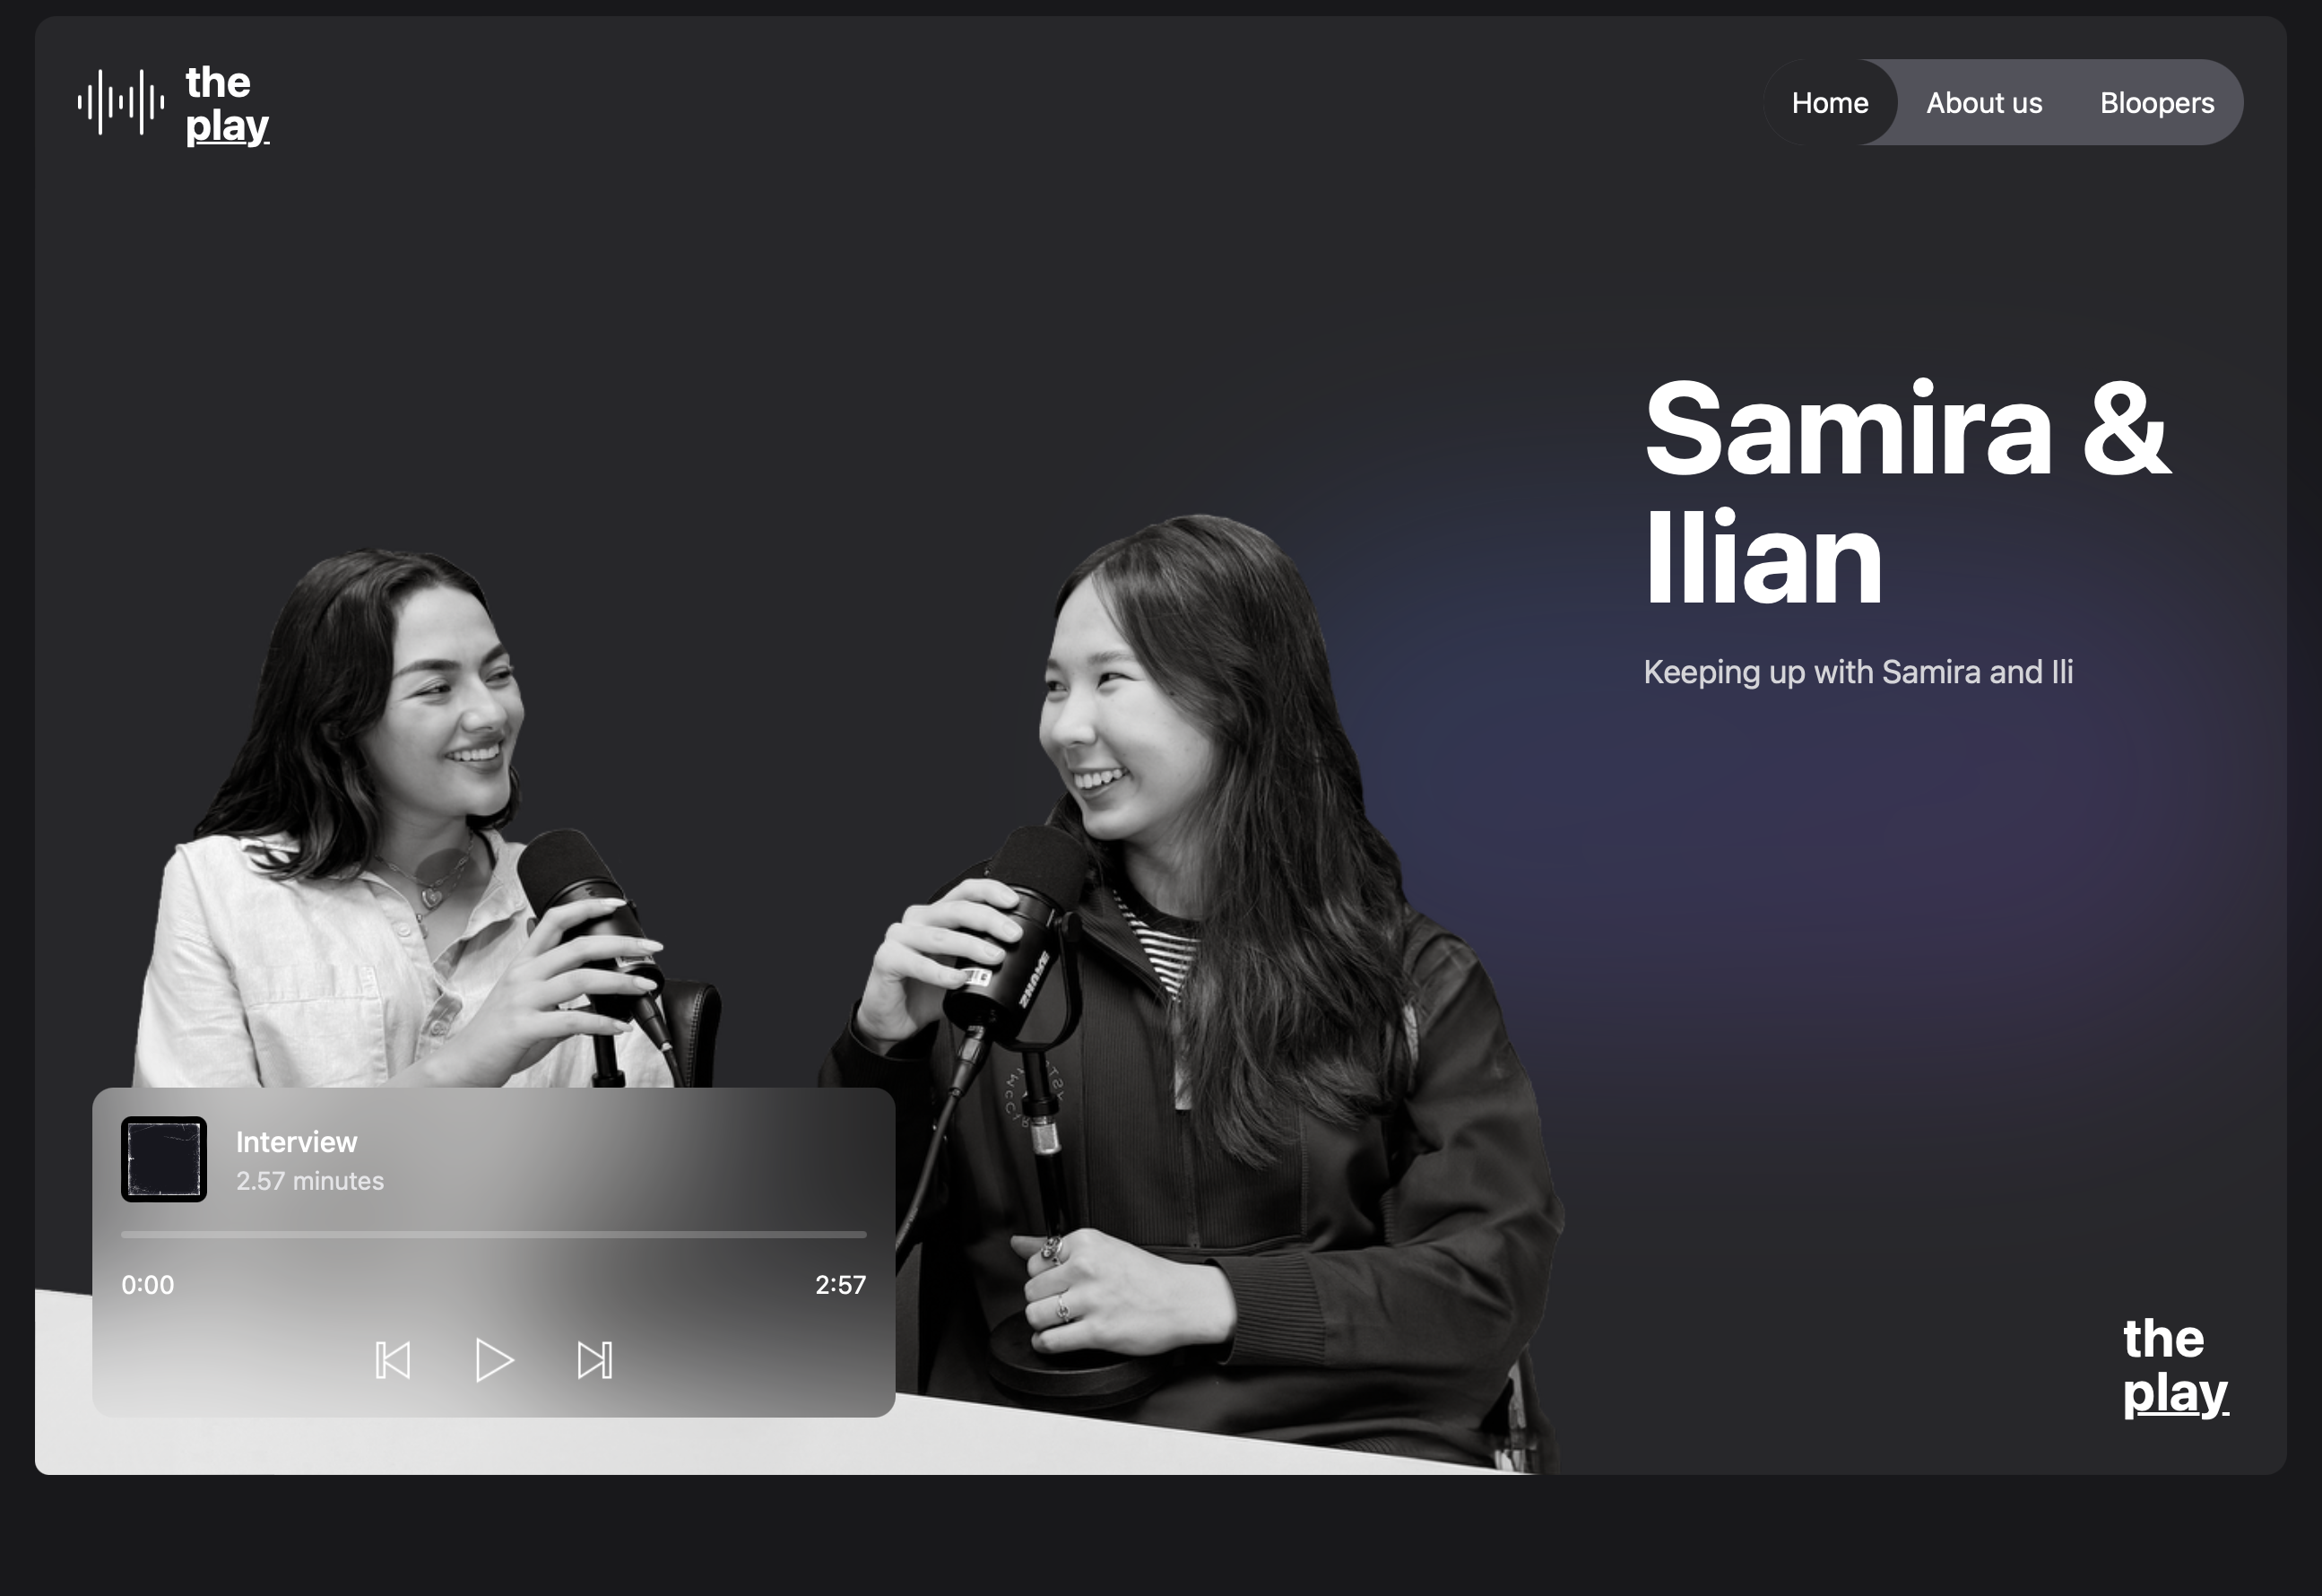 the
play
Home
About us
Bloopers
Samira &
Ilian
Keeping up with Samira and Ili
Interview
2.57 minutes
0:00
2:57
the
play